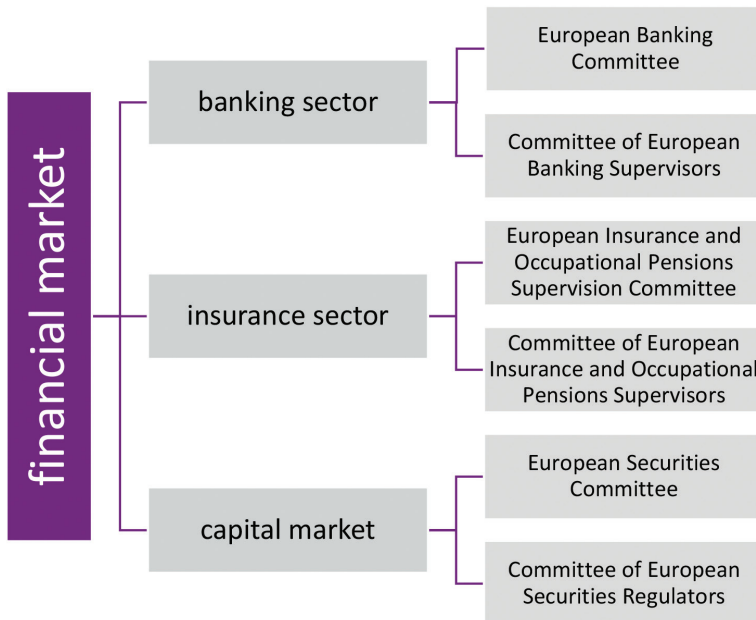 financial market
banking sector
European Banking
Committee
Committee of European
Banking Supervisors
insurance sector
European Insurance and
Occupational Pensions
Supervision Committee
Committee of European
Insurance and Occupational
Pensions Supervisors
capital market
European Securities
Committee
Committee of European
Securities Regulators